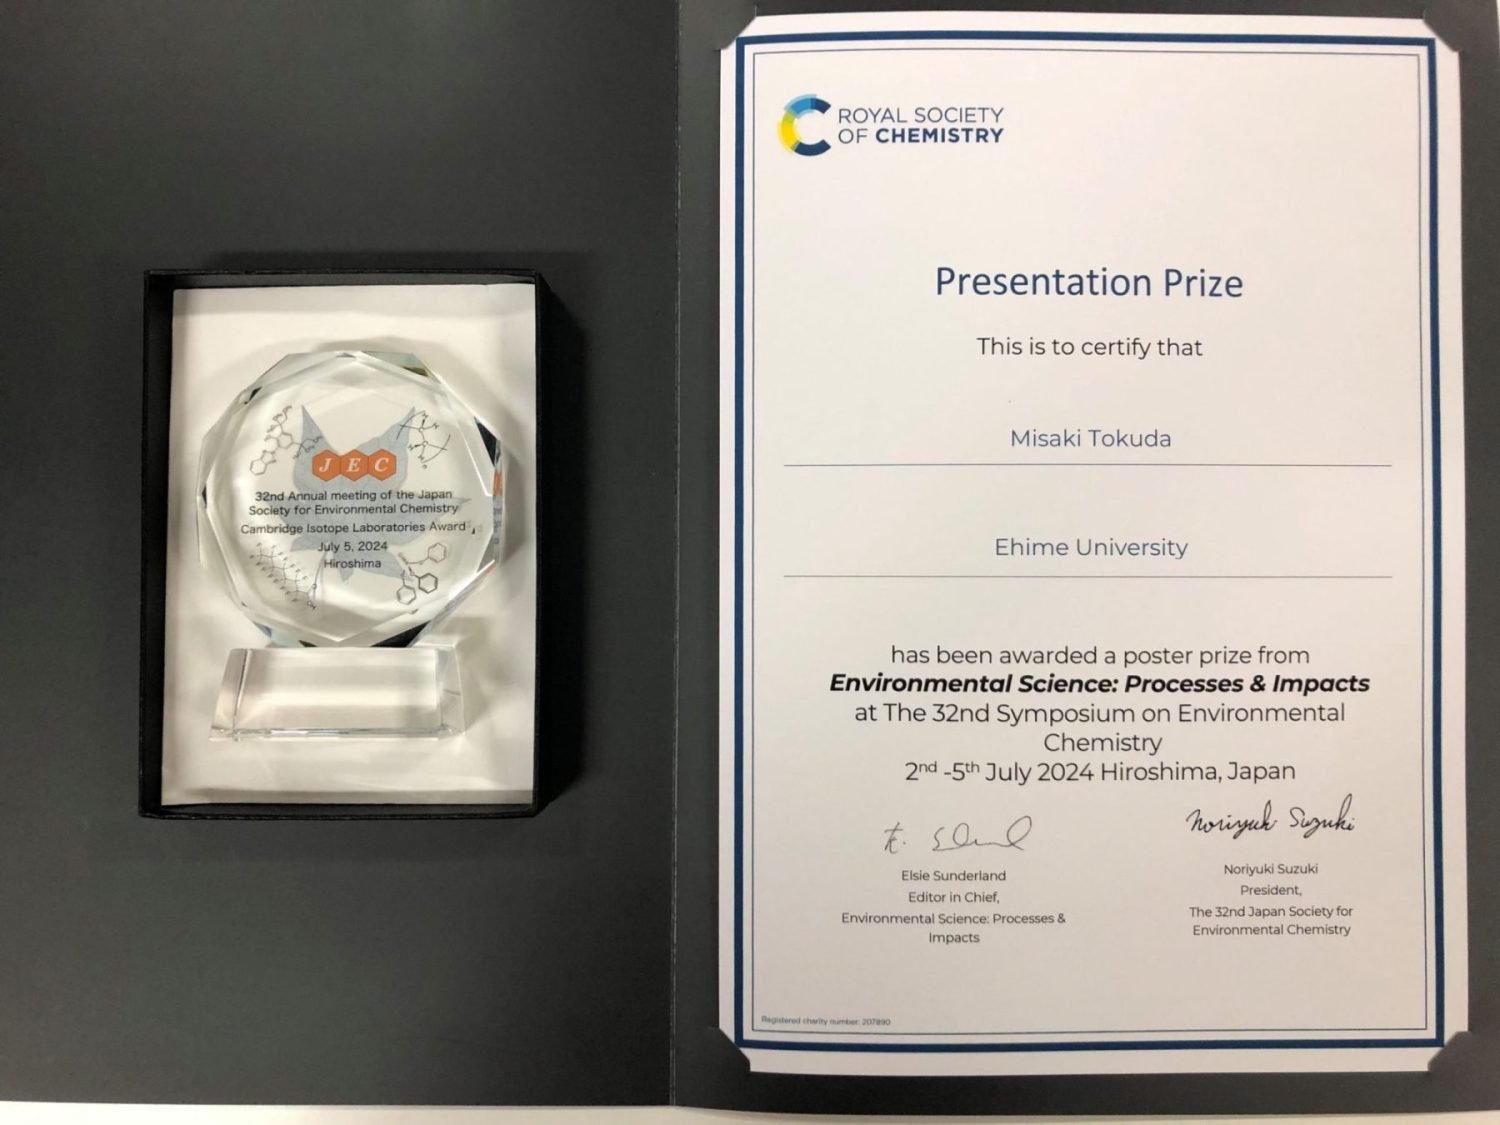 JEC
32nd Annual meeting of the Japan
Society for Environmental Chemistry
Cambridge Isotope Laboratories Award
July 5, 2024
Hiroshima
ROYAL SOCIETY
OF CHEMISTRY
Presentation Prize
This is to certify that
Misaki Tokuda
Ehime University
has been awarded a poster prize from
Environmental Science: Processes & Impacts
at The 32nd Symposium on Environmental
Chemistry
2nd -5th July 2024 Hiroshima, Japan
Elsie Sunderland
Editor in Chief,
Environmental Science: Processes &
Impacts
Noriyuki Suzuki
Noriyuki Suzuki
President,
The 32nd Japan Society for
Environmental Chemistry
Registered charity number: 207890